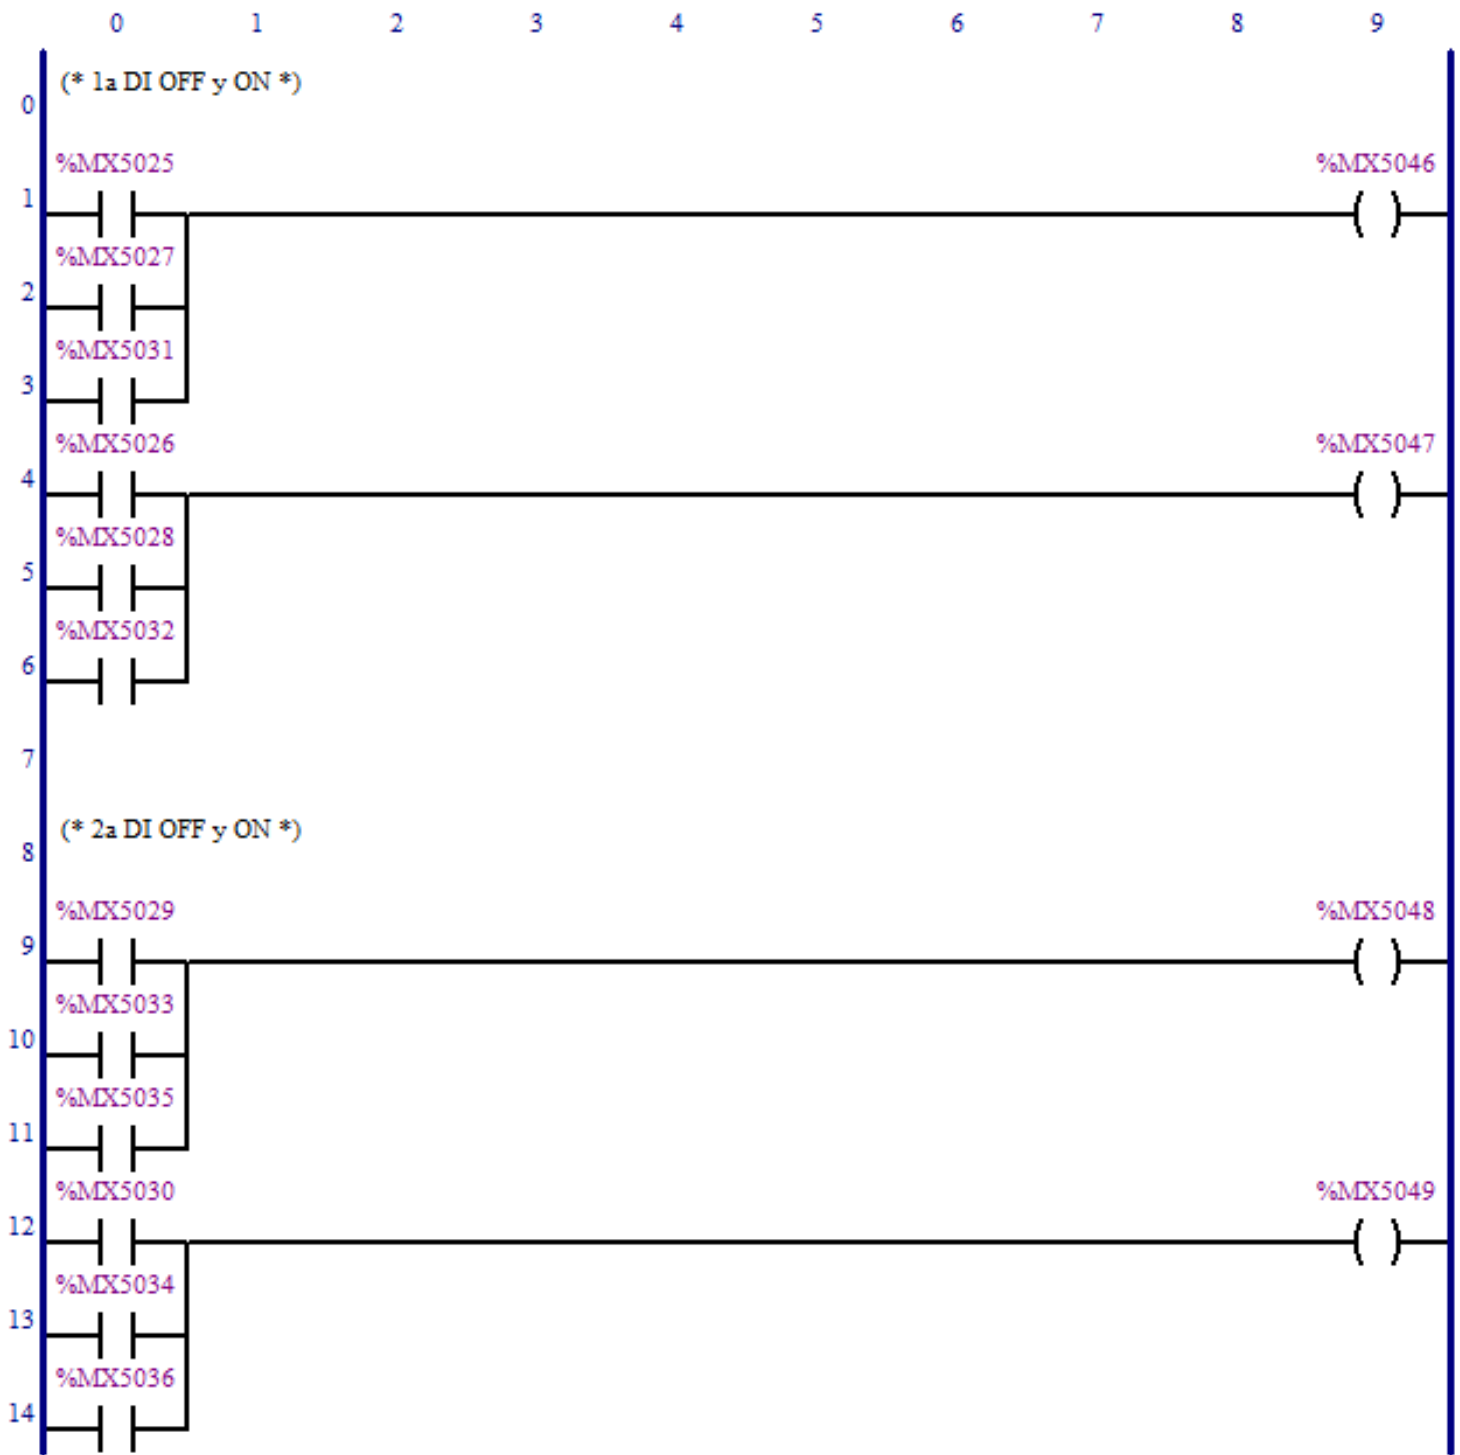 0 1 2 3 4 5 6 7 8 9
(* 1a DI OFF y ON *)
0
%MX5025 %MX5046
1
%MX5027
2
%MX5031
3
%MX5026 %MX5047
4
%MX5028
5
%MX5032
6
7
(* 2a DI OFF y ON *)
8
%MX5029 %MX5048
9
%MX5033
10
%MX5035
11
%MX5030 %MX5049
12
%MX5034
13
%MX5036
14